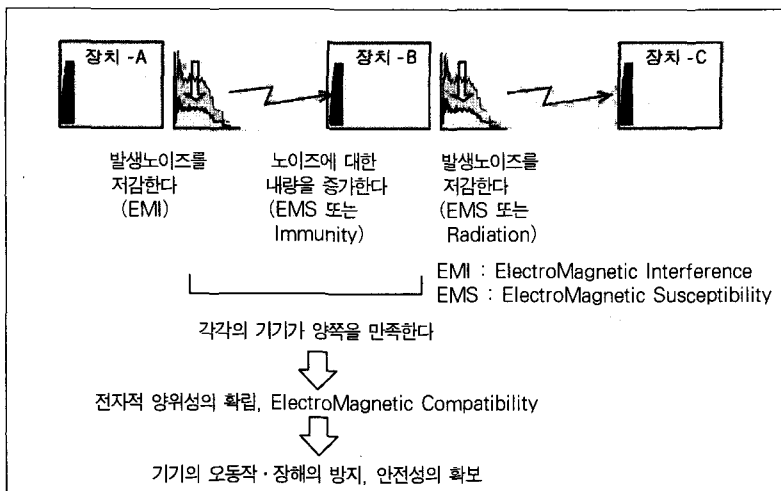 장치 -A
장치 -B
장치 -C
발생노이즈를
저감한다
(EMI)
노이즈에 대한
내량을 증가한다
(EMS 또는
Immunity)
발생노이즈를
저감한다
(EMS 또는
Radiation)
EMI : ElectroMagnetic Interference
EMS : ElectroMagnetic Susceptibility
각각의 기기가 양쪽을 만족한다
전자적 양위성의 확립, ElectroMagnetic Compatibility
기기의 오동작 · 장해의 방지, 안전성의 확보